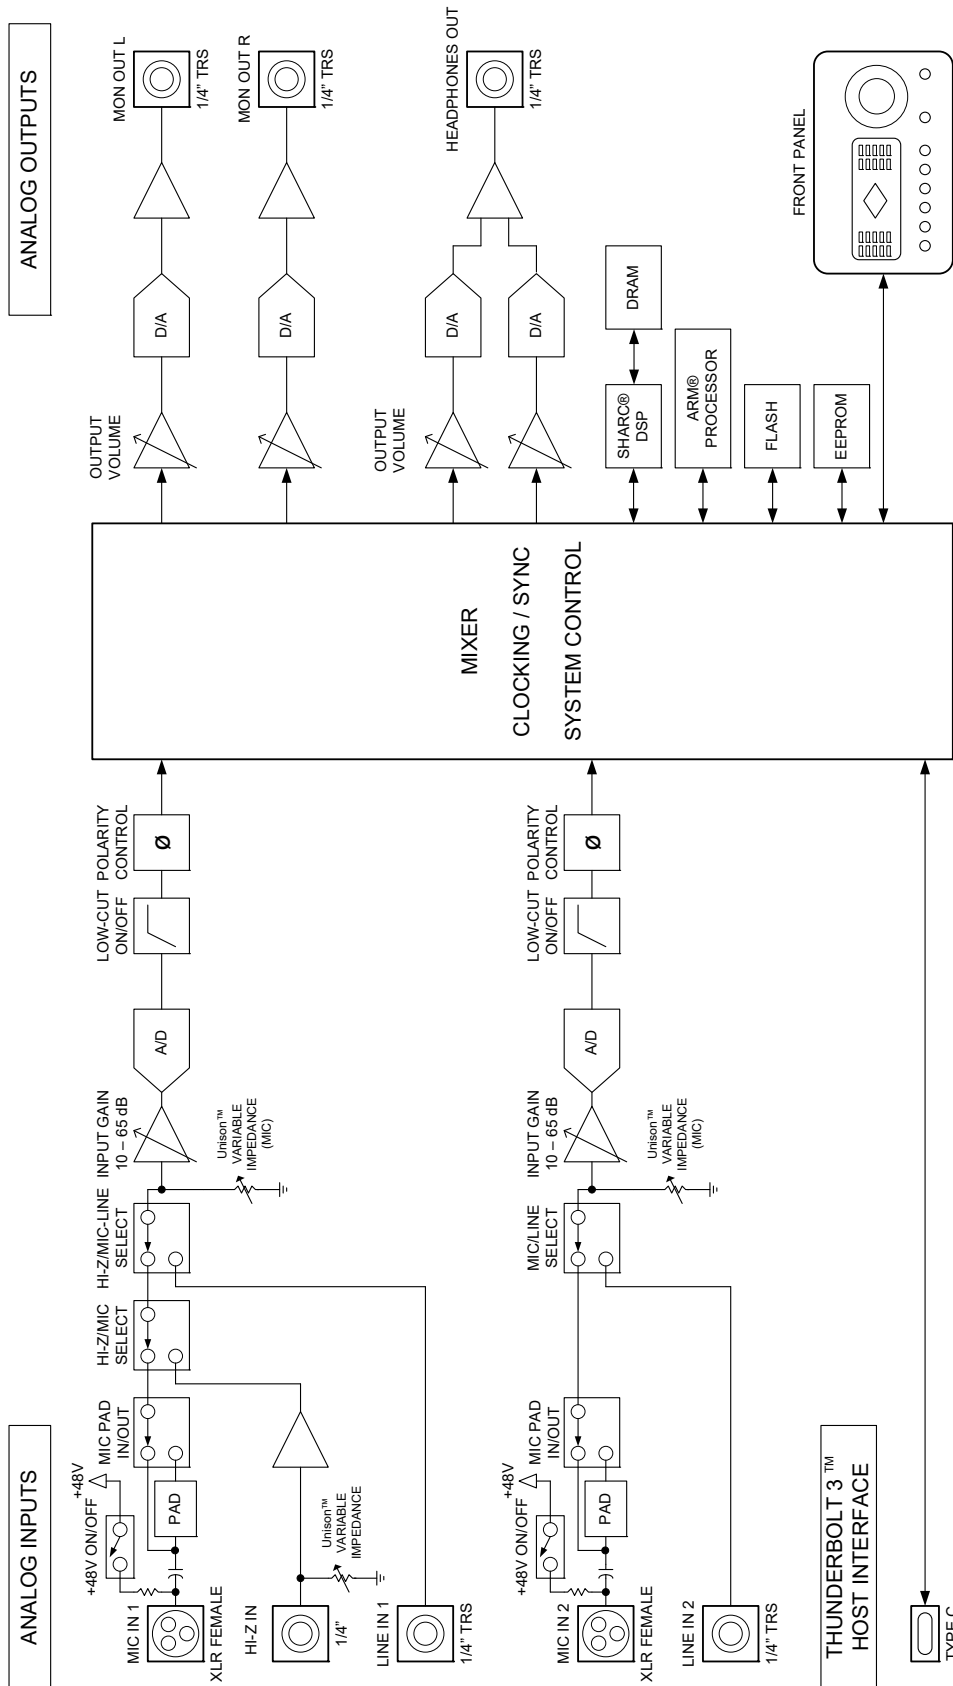 ANALOG INPUTS
MIC IN 1
XLR FEMALE
+48V ON/OFF
+48V
PAD
MIC PAD
IN/OUT
HI-Z/MIC
SELECT
HI-Z/MIC-LINE
SELECT
INPUT GAIN
10 – 65 dB
Unison™
VARIABLE
IMPEDANCE
(MIC)
A/D
LOW-CUT
ON/OFF
POLARITY
CONTROL
Ø
HI-Z IN
1/4"
Unison™
VARIABLE
IMPEDANCE
LINE IN 1
1/4" TRS
MIC IN 2
XLR FEMALE
+48V ON/OFF
+48V
PAD
MIC PAD
IN/OUT
MIC/LINE
SELECT
INPUT GAIN
10 – 65 dB
Unison™
VARIABLE
IMPEDANCE
(MIC)
A/D
LOW-CUT
ON/OFF
POLARITY
CONTROL
Ø
LINE IN 2
1/4" TRS
THUNDERBOLT 3 ™
HOST INTERFACE
TYPE C
MIXER
CLOCKING / SYNC
SYSTEM CONTROL
ANALOG OUTPUTS
OUTPUT
VOLUME
D/A
MON OUT L
1/4" TRS
D/A
MON OUT R
1/4" TRS
OUTPUT
VOLUME
D/A
D/A
HEADPHONES OUT
1/4" TRS
SHARC®
DSP
DRAM
ARM®
PROCESSOR
FLASH
EEPROM
FRONT PANEL